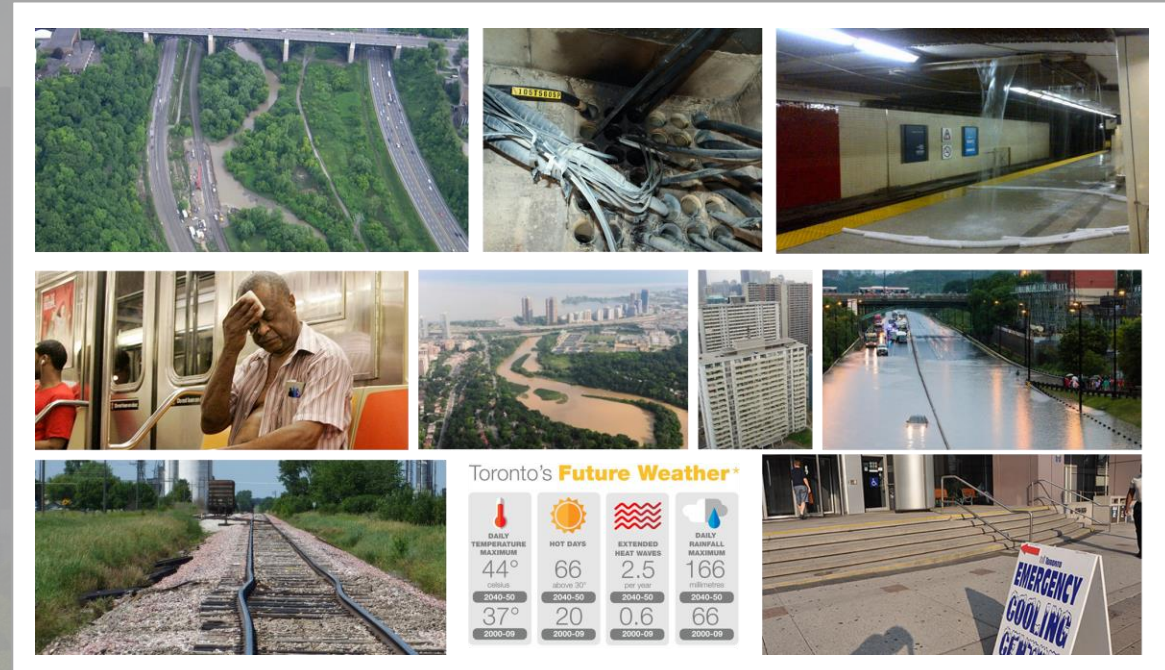 Toronto's Future Weather*
DAILY
TEMPERATURE
MAXIMUM
44°
celsius
2040-50
37°
2000-09
HOT DAYS
66
above 30°
2040-50
20
2000-09
EXTENDED
HEAT WAVES
2.5
per year
2040-50
0.6
2000-09
DAILY
RAINFALL
MAXIMUM
166
millimetres
2040-50
66
2000-09
Toronto
EMERGENCY
COOLING